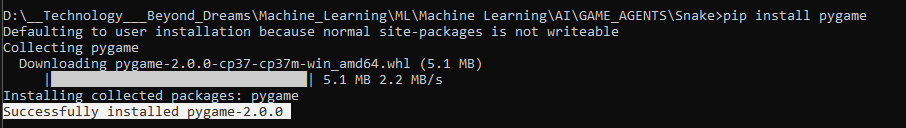 D:\__Technology___Beyond_Dreams\Machine_Learning\ML\Machine Learning\AI\GAME_AGENTS\Snake>pip install pygame
Defaulting to user installation because normal site-packages is not writeable
Collecting pygame
  Downloading pygame-2.0.0-cp37-cp37m-win_amd64.whl (5.1 MB)
     |████████████████████████████████| 5.1 MB 2.2 MB/s
Installing collected packages: pygame
Successfully installed pygame-2.0.0